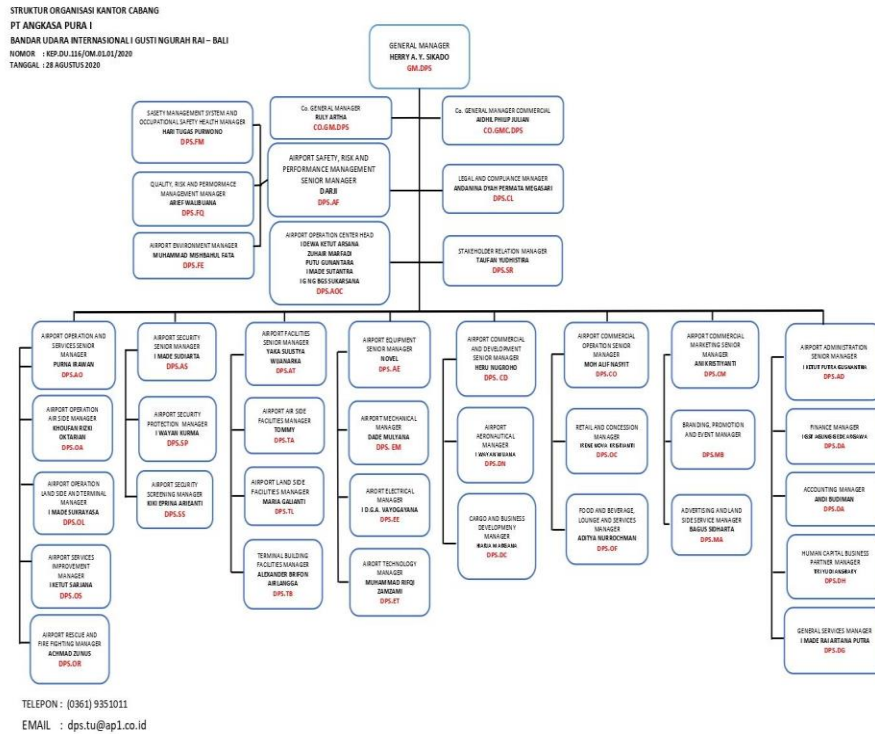 STRUKTUR ORGANISASI KANTOR CABANG
PT ANGKASA PURA I
BANDAR UDARA INTERNASIONAL I GUSTI NGURAH RAI – BALI
NOMOR : KEP.DU.116/OM.01.01/2020
TANGGAL : 28 AGUSTUS 2020
GENERAL MANAGER
HERRY A. Y. SIKADO
GM.DPS
Co. GENERAL MANAGER
RULY ARTHA
CO.GM.DPS
Co. GENERAL MANAGER COMMERCIAL
AIDHIL PHILIP JULIAN
CO.GMC.DPS
SASETY MANAGEMENT SYSTEM AND
OCCUPATIONAL SAFETY HEALTH MANAGER
HARI TUGAS PURWONO
DPS.FM
AIRPORT SAFETY, RISK AND
PERFORMANCE MANAGEMENT
SENIOR MANAGER
DARJI
DPS.AF
LEGAL AND COMPLIANCE MANAGER
ANDANINA DYAH PERMATA MEGASARI
DPS.CL
QUALITY, RISK AND PERMORMACE
MANAGEMENT MANAGER
ARIEF WALIBUANA
DPS.FQ
AIRPORT ENVIRONMENT MANAGER
MUHAMMAD MISHBAHUL FATA
DPS.FE
AIRPORT OPERATION CENTER HEAD
I DEWA KETUT ARSANA
ZUHAIR MARFADI
PUTU GUNANTARA
I MADE SUTANTRA
IG NG BGS SUKARSANA
DPS.AOC
STAKEHOLDER RELATION MANAGER
TAUFAN YUDHISTIRA
DPS.SR
AIRPORT OPERATION AND
SERVICES SENIOR
MANAGER
PURNA IRAWAN
DPS.AO
AIRPORT OPERATION
AIR SIDE MANAGER
KHOUFAN RIZKI
OKTARIAN
DPS.OA
AIRPORT OPERATION
LAND SIDE AND TERMINAL
MANAGER
I MADE SUKRAYASA
DPS.OL
AIRPORT SERVICES
IMPROVEMENT
MANAGER
I KETUT SARJANA
DPS.OS
AIRPORT RESCUE AND
FIRE FIGHTING MANAGER
ACHMAD ZUNUS
DPS.OR
AIRPORT SECURITY
SENIOR MANAGER
I MADE SUDIARTA
DPS.AS
AIRPORT SECURITY
PROTECTION MANAGER
I WAYAN KURMA
DPS.SP
AIRPORT SECURITY
SCREENING MANAGER
KIKI EPRINA ARIEANTI
DPS.SS
AIRPORT FACILITIES
SENIOR MANAGER
YAKA SULISTYA
WIJANARKA
DPS.AT
AIRPORT AIR SIDE
FACILITIES MANAGER
TOMMY
DPS.TA
AIRPORT LAND SIDE
FACILITIES MANAGER
MARIA GALIANTI
DPS.TL
TERMINAL BUILDING
FACILITIES MANAGER
ALEXANDER BRIFON
AIRLANGGA
DPS.TB
AIRPORT EQUIPMENT
SENIOR MANAGER
NOVEL
DPS. AE
AIRPORT MECHANICAL
MANAGER
DADE MULYANA
DPS. EM
AIRORT ELECTRICAL
MANAGER
I D.G.A. VAYOGAYANA
DPS.EE
AIRORT TECHNOLOGY
MANAGER
MUHAMMAD RIFQI
ZAMZAMI
DPS.ET
AIRPORT COMMERCIAL
AND DEVELOPMENT
SENIOR MANAGER
HERU NUGROHO
DPS. CD
AIRPORT
AERONAUTICAL
MANAGER
I WAYAN WIJANA
DPS.DN
CARGO AND BUSINESS
DEVELOPMENY
MANAGER
DPS.DC
AIRPORT COMMERCIAL
OPERATION SENIOR
MANAGER
MOH ALIF NASFIT
DPS.CO
RETAIL AND CONCESSION
MANAGER
DPS.OC
FOOD AND BEVERAGE,
LOUNGE AND SERVICES
MANAGER
ADITYA NURROCHMAN
DPS.OF
AIRPORT COMMERCIAL
MARKETING SENIOR
MANAGER
ANI KRISTIYANTI
DPS.CM
BRANDING, PROMOTION
AND EVENT MANAGER
DPS.MB
ADVERTISING AND LAND
SIDE SERVICE MANAGER
BAGUS SIDHARTA
DPS.MA
AIRPORT ADMINISTRATION
SENIOR MANAGER
I KETUT PUTRA
DPS.AD
FINANCE MANAGER
DPS.DA
ACCOUNTING MANAGER
ANDI BUDIMAN
DPS.DA
HUMAN CAPITAL BUSINESS
PARTNER MANAGER
DPS.DH
GENERAL SERVICES MANAGER
I MADE RAI ARTANA PUTRA
DPS.DG
TELEPON : (0361) 9351011
EMAIL : dps.tu@ap1.co.id